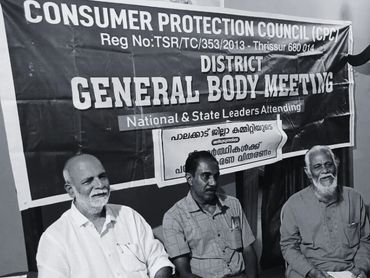 CONSUMER PROTECTION COUNCIL (CPC)
Reg No:TSR/TC/353/2013 - Thrissur 680 014
DISTRICT
GENERAL BODY MEETING
National & State Leaders Attending
പാലക്കാട് ജില്ലാ കമ്മിറ്റിയുടെ
വിതരണം